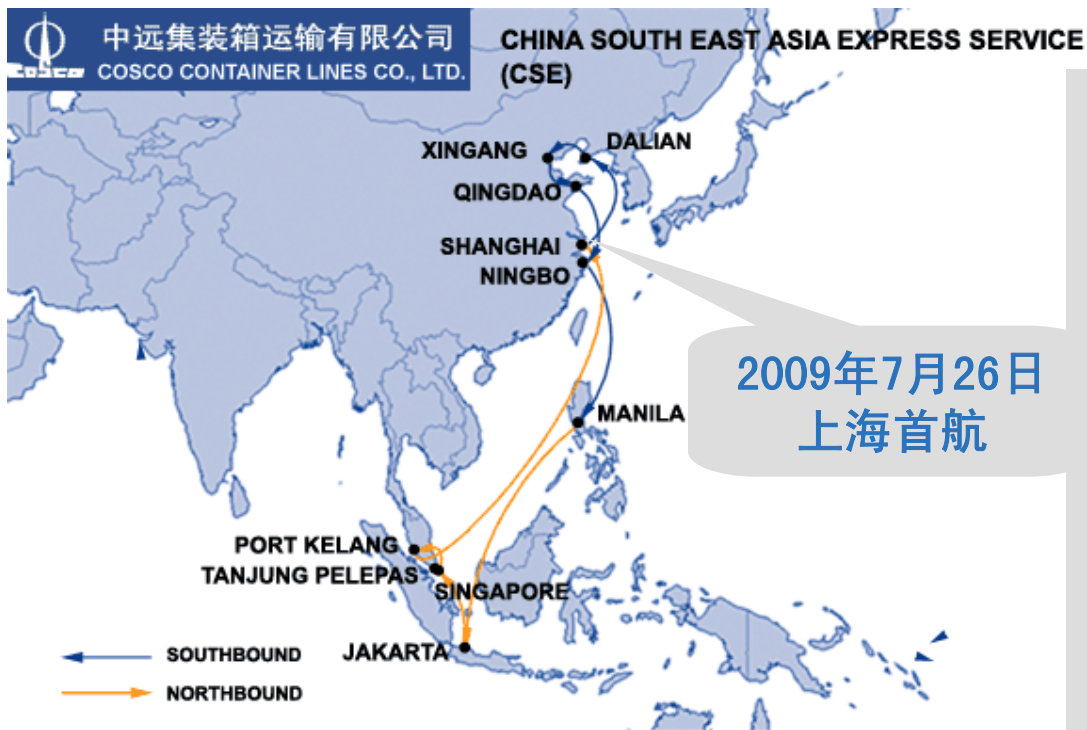 中远集装箱运输有限公司
COSCO
COSCO CONTAINER LINES CO., LTD.
CHINA SOUTH EAST ASIA EXPRESS SERVICE
(CSE)
XINGANG
DALIAN
QINGDAO
SHANGHAI
NINGBO
2009年7月26日
上海首航
MANILA
PORT KELANG
TANJUNG PELEPAS
SINGAPORE
JAKARTA
SOUTHBOUND
NORTHBOUND